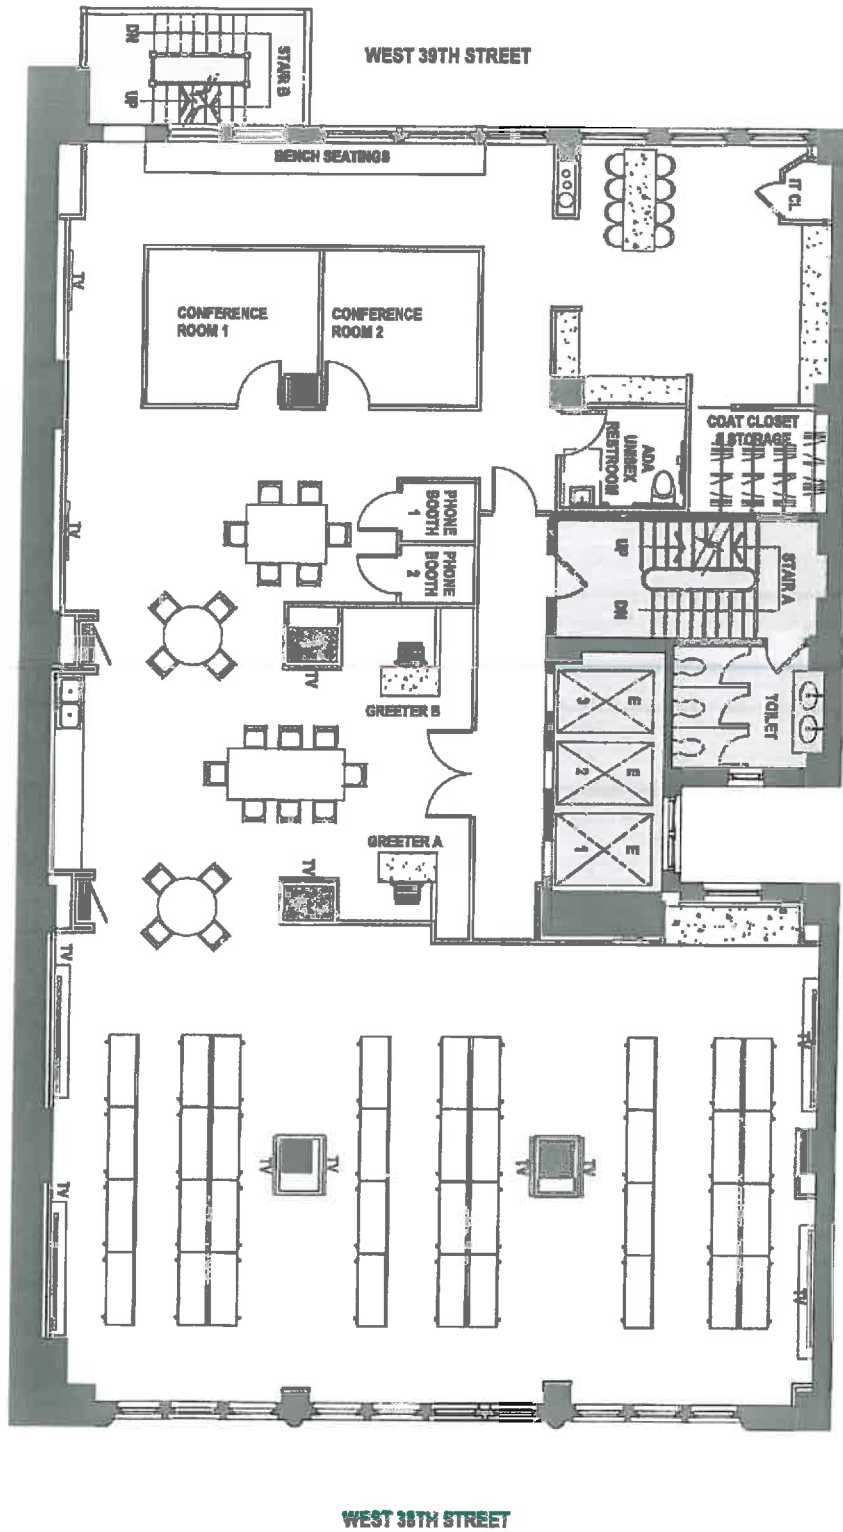 WEST 39TH STREET
DN
UP
STAIR B
BENCH SEATINGS
IT CL
TV
CONFERENCE
ROOM 1
CONFERENCE
ROOM 2
COAT CLOSET
& STORAGE
ADA
UNISEX
RESTROOM
TV
PHONE
BOOTH
1
PHONE
BOOTH
2
UP
DN
STAIR A
TV
GREETER B
E
3
TOILET
E
2
GREETER A
E
1
TV
TV
TV
TV
TV
TV
TV
TV
TV
WEST 38TH STREET